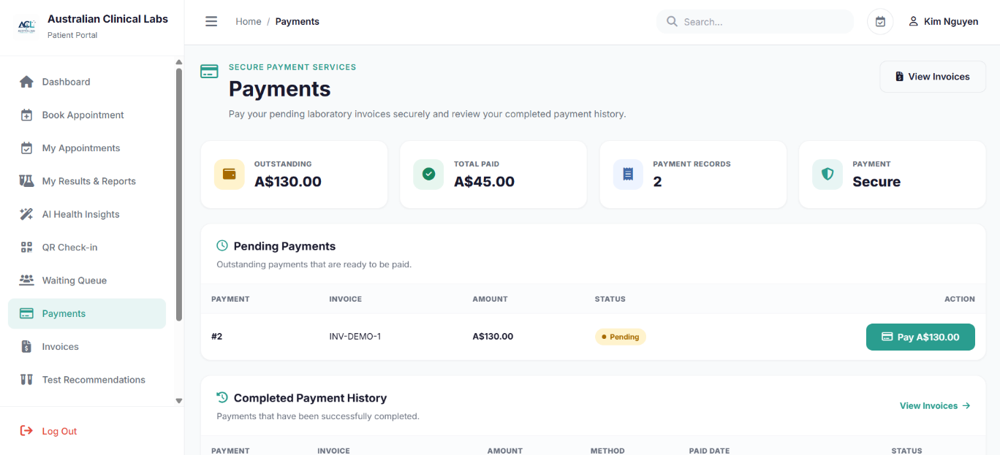 ACL
Australian Clinical Labs
Patient Portal
Home / Payments
Search...
Kim Nguyen
Dashboard
Book Appointment
My Appointments
My Results & Reports
AI Health Insights
QR Check-in
Waiting Queue
Payments
Invoices
Test Recommendations
Log Out
SECURE PAYMENT SERVICES
Payments
Pay your pending laboratory invoices securely and review your completed payment history.
View Invoices
OUTSTANDING
A$130.00
TOTAL PAID
A$45.00
PAYMENT RECORDS
2
PAYMENT
Secure
Pending Payments
Outstanding payments that are ready to be paid.
PAYMENT INVOICE AMOUNT STATUS ACTION
#2 INV-DEMO-1 A$130.00 Pending Pay A$130.00
Completed Payment History
Payments that have been successfully completed.
View Invoices →
PAYMENT INVOICE AMOUNT METHOD PAID DATE STATUS